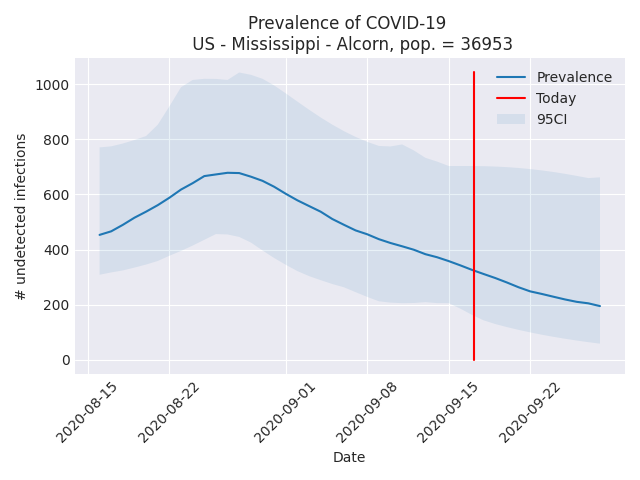 Prevalence of COVID-19
US - Mississippi - Alcorn, pop. = 36953
# undetected infections
1000
800
600
400
200
0
Prevalence
Today
95CI
2020-08-15
2020-08-22
2020-09-01
2020-09-08
2020-09-15
2020-09-22
Date